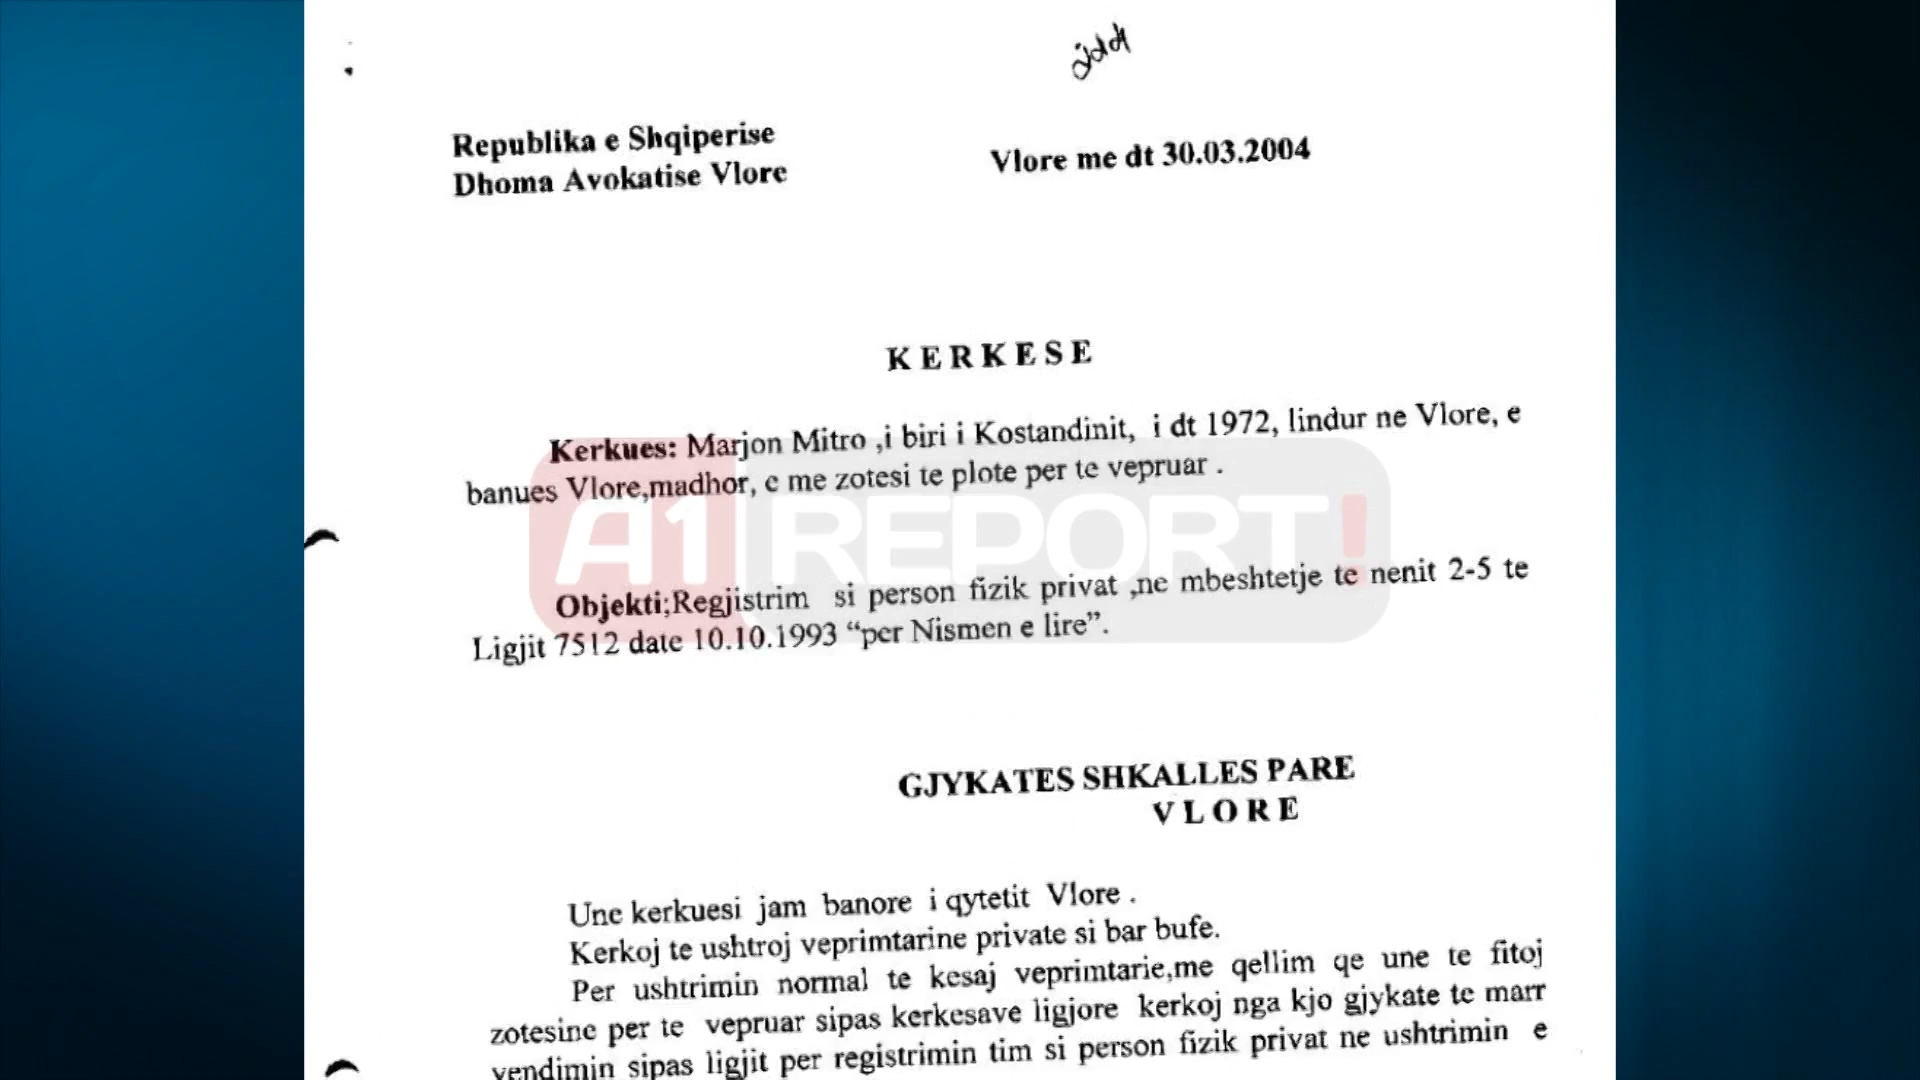 Republika e Shqiperise
Dhoma Avokatise Vlore
Vlore me dt 30.03.2004
KERKESE
Kerkues: Marjon Mitro ,i biri i Kostandinit, i dt 1972, lindur ne Vlore, e
banues Vlore,madhor, e me zotesi te plote per te vepruar .
A1 REPORT!
Objekti;Regjistrim si person fizik privat ,ne mbeshtetje te nenit 2-5 te
Ligjit 7512 date 10.10.1993 “per Nismen e lire”.
GJYKATES SHKALLES PARE
VLORE
Une kerkuesi jam banore i qytetit Vlore .
Kerkoj te ushtroj veprimtarine private si bar bufe.
Per ushtrimin normal te kesaj veprimtarie,me qellim qe une te fitoj
zotesine per te vepruar sipas kerkesave ligjore kerkoj nga kjo gjykate te marr
vendimin sipas ligjit per registrimin tim si person fizik privat ne ushtrimin e